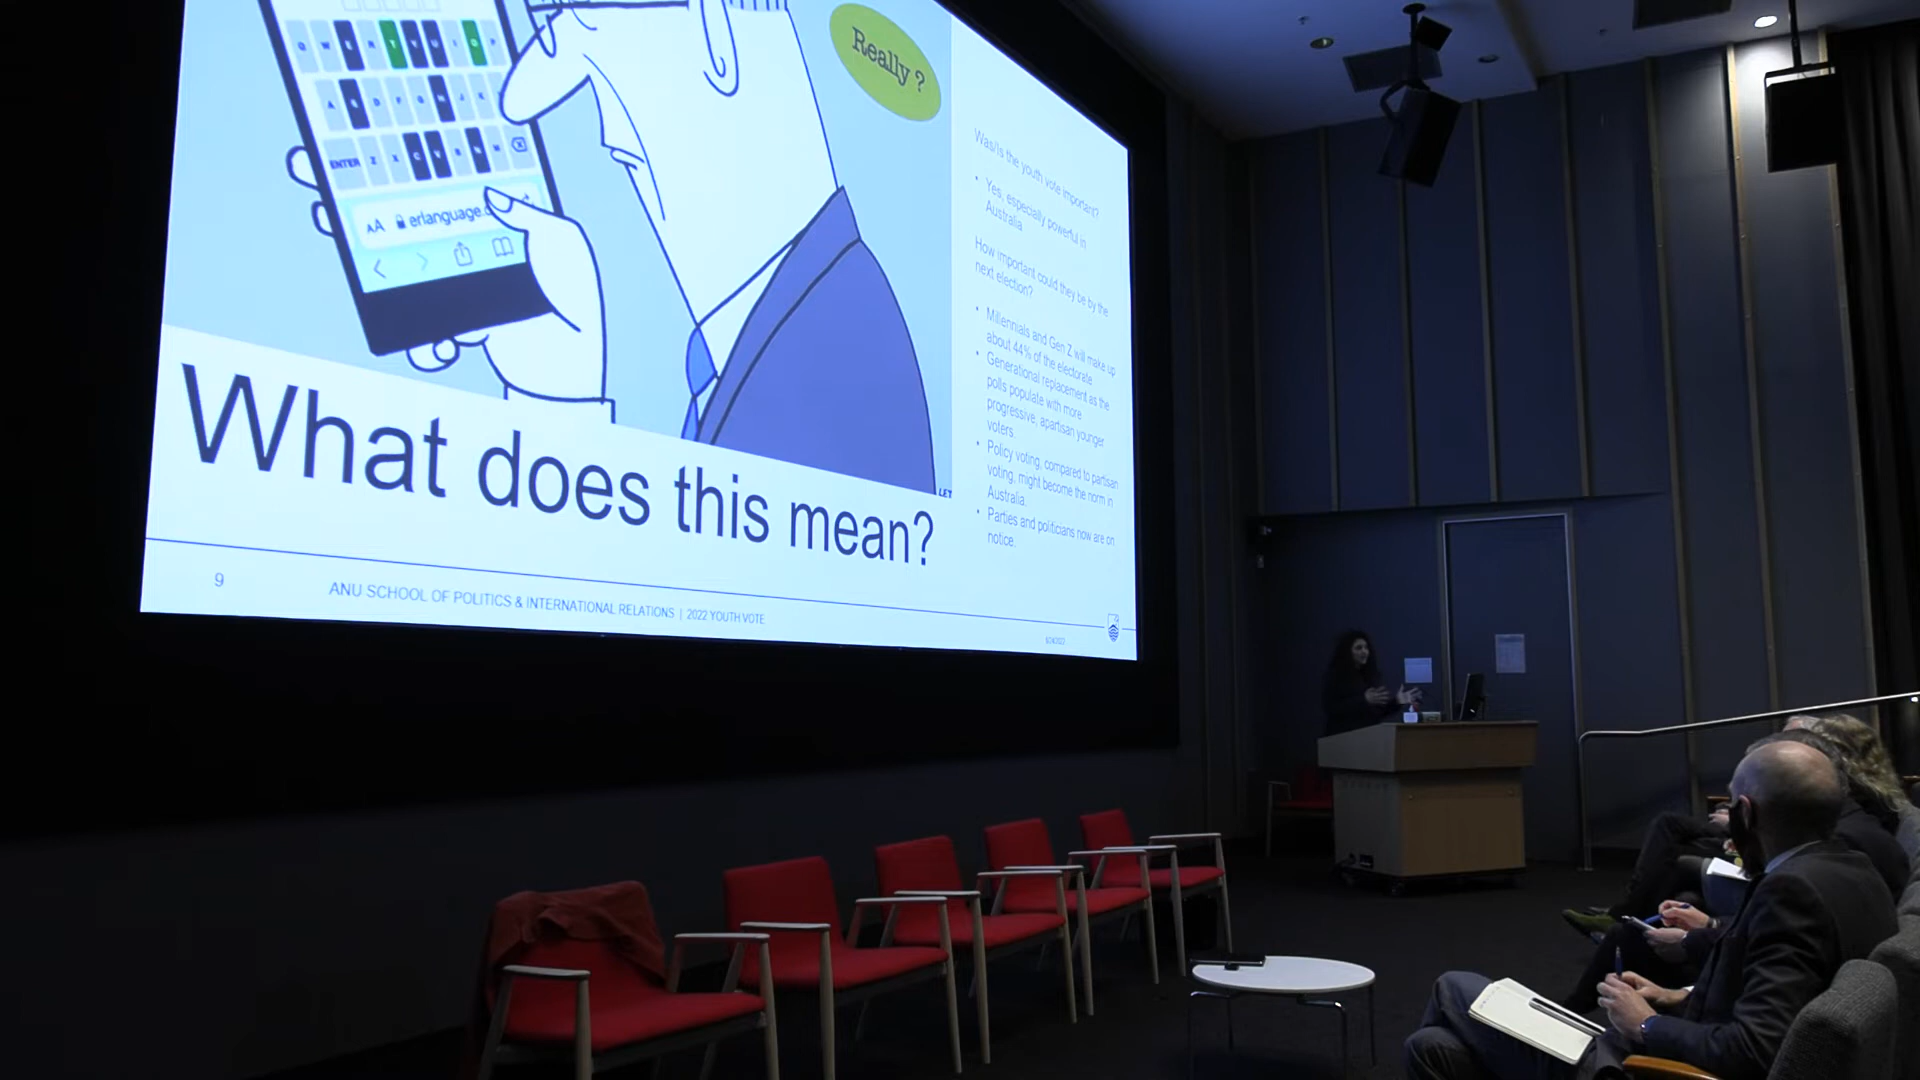 Q W E R T Y U I O P
A S D F G H J K L
ENTER Z X C V B N M
AA erlanguage.c
Really ?
LET
What does this mean?
Was/Is the youth vote important?
• Yes, especially powerful in
Australia
How important could they be by the
next election?
• Millennials and Gen Z will make up
about 44% of the electorate
• Generational replacement as the
polls populate with more
progressive, apartisan younger
voters.
• Policy voting, compared to partisan
voting, might become the norm in
Australia.
• Parties and politicians now are on
notice.
9
ANU SCHOOL OF POLITICS & INTERNATIONAL RELATIONS | 2022 YOUTH VOTE